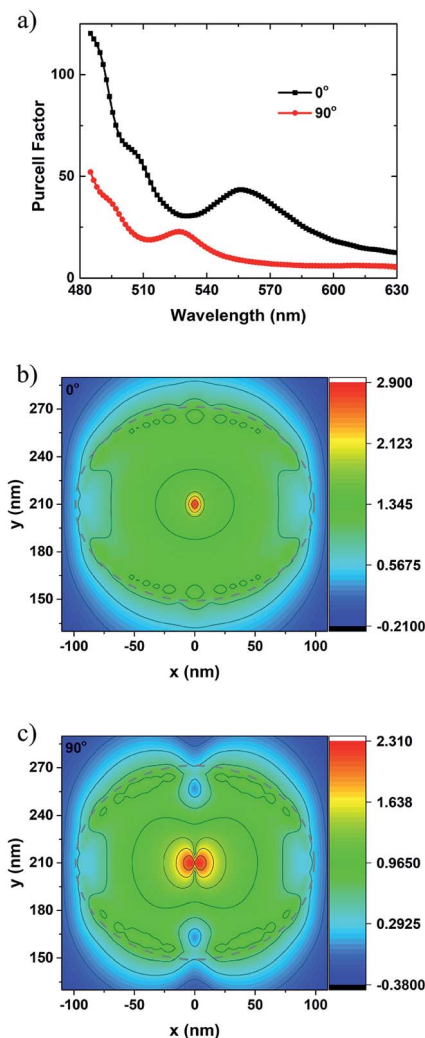 a)
120
100
50
0
Purcell Factor
0°
90°
480 510 540 570 600 630
Wavelength (nm)
b)
0°
270
240
210
180
150
y (nm)
-100 -50 0 50 100
x (nm)
2.900
2.123
1.345
0.5675
-0.2100
c)
90°
270
240
210
180
150
y (nm)
-100 -50 0 50 100
x (nm)
2.310
1.638
0.9650
0.2925
-0.3800